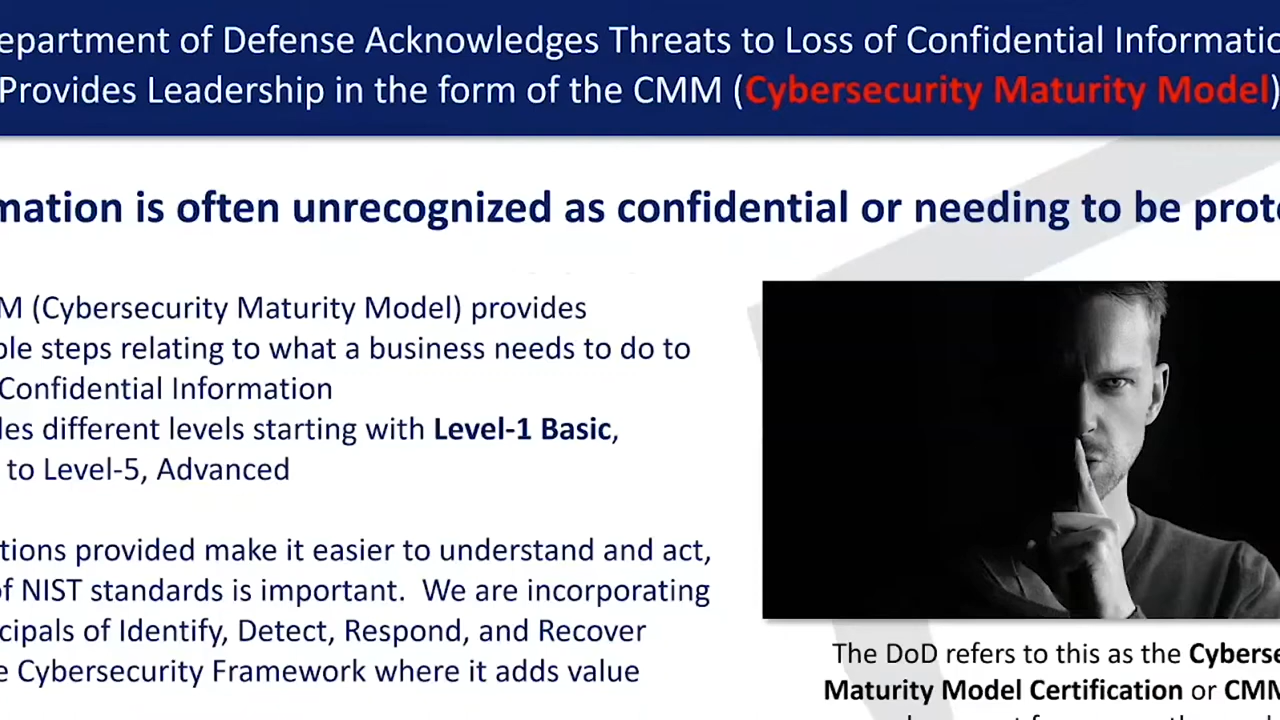 epartment of Defense Acknowledges Threats to Loss of Confidential Informatio
Provides Leadership in the form of the CMM (Cybersecurity Maturity Model)
mation is often unrecognized as confidential or needing to be prote
M (Cybersecurity Maturity Model) provides
ble steps relating to what a business needs to do to
Confidential Information
des different levels starting with Level-1 Basic,
to Level-5, Advanced
tions provided make it easier to understand and act,
of NIST standards is important. We are incorporating
cipals of Identify, Detect, Respond, and Recover
e Cybersecurity Framework where it adds value
The DoD refers to this as the Cyberse
Maturity Model Certification or CMM